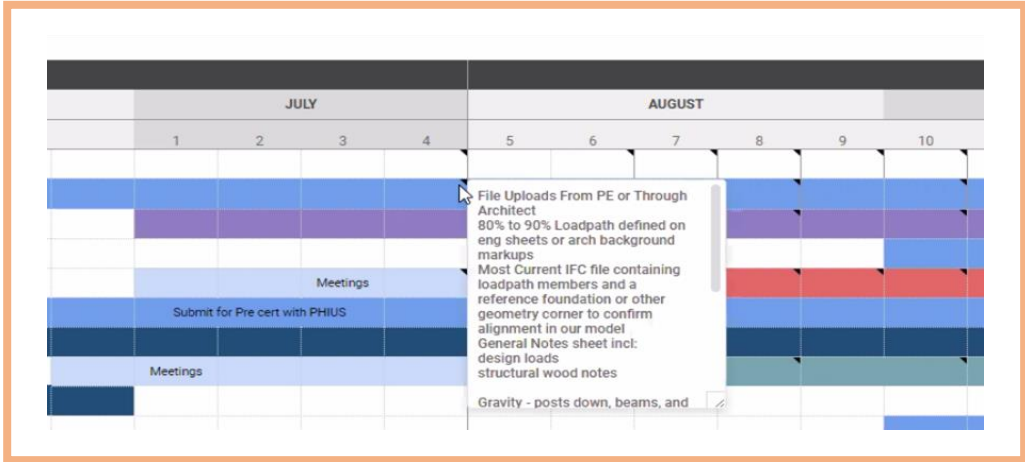 JULY AUGUST
1 2 3 4 5 6 7 8 9 10
File Uploads From PE or Through
Architect
80% to 90% Loadpath defined on
eng sheets or arch background
markups
Most Current IFC file containing
loadpath members and a
reference foundation or other
geometry corner to confirm
alignment in our model
General Notes sheet incl:
design loads
structural wood notes
Gravity - posts down, beams, and
Meetings
Submit for Pre cert with PHIUS
Meetings